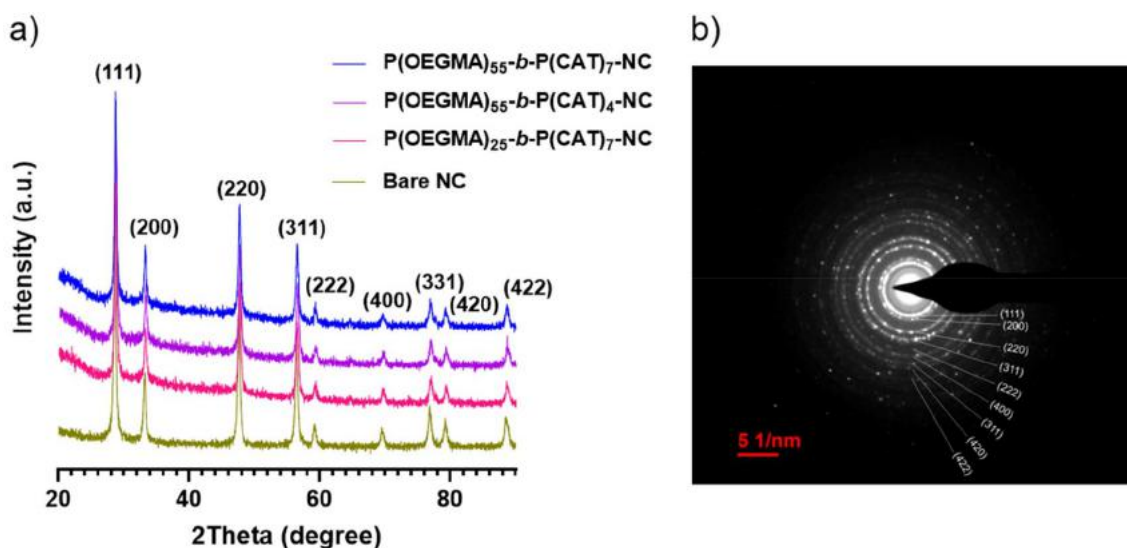 a)
b)
P(OEGMA)₅₅-b-P(CAT)₇-NC
P(OEGMA)₅₅-b-P(CAT)₄-NC
P(OEGMA)₂₅-b-P(CAT)₇-NC
Bare NC
(111)
(200)
(220)
(311)
(222)
(400)
(331)
(420)
(422)
Intensity (a.u.)
20
40
60
80
2Theta (degree)
(111)
(200)
(220)
(311)
(222)
(400)
(311)
(420)
(422)
5 1/nm